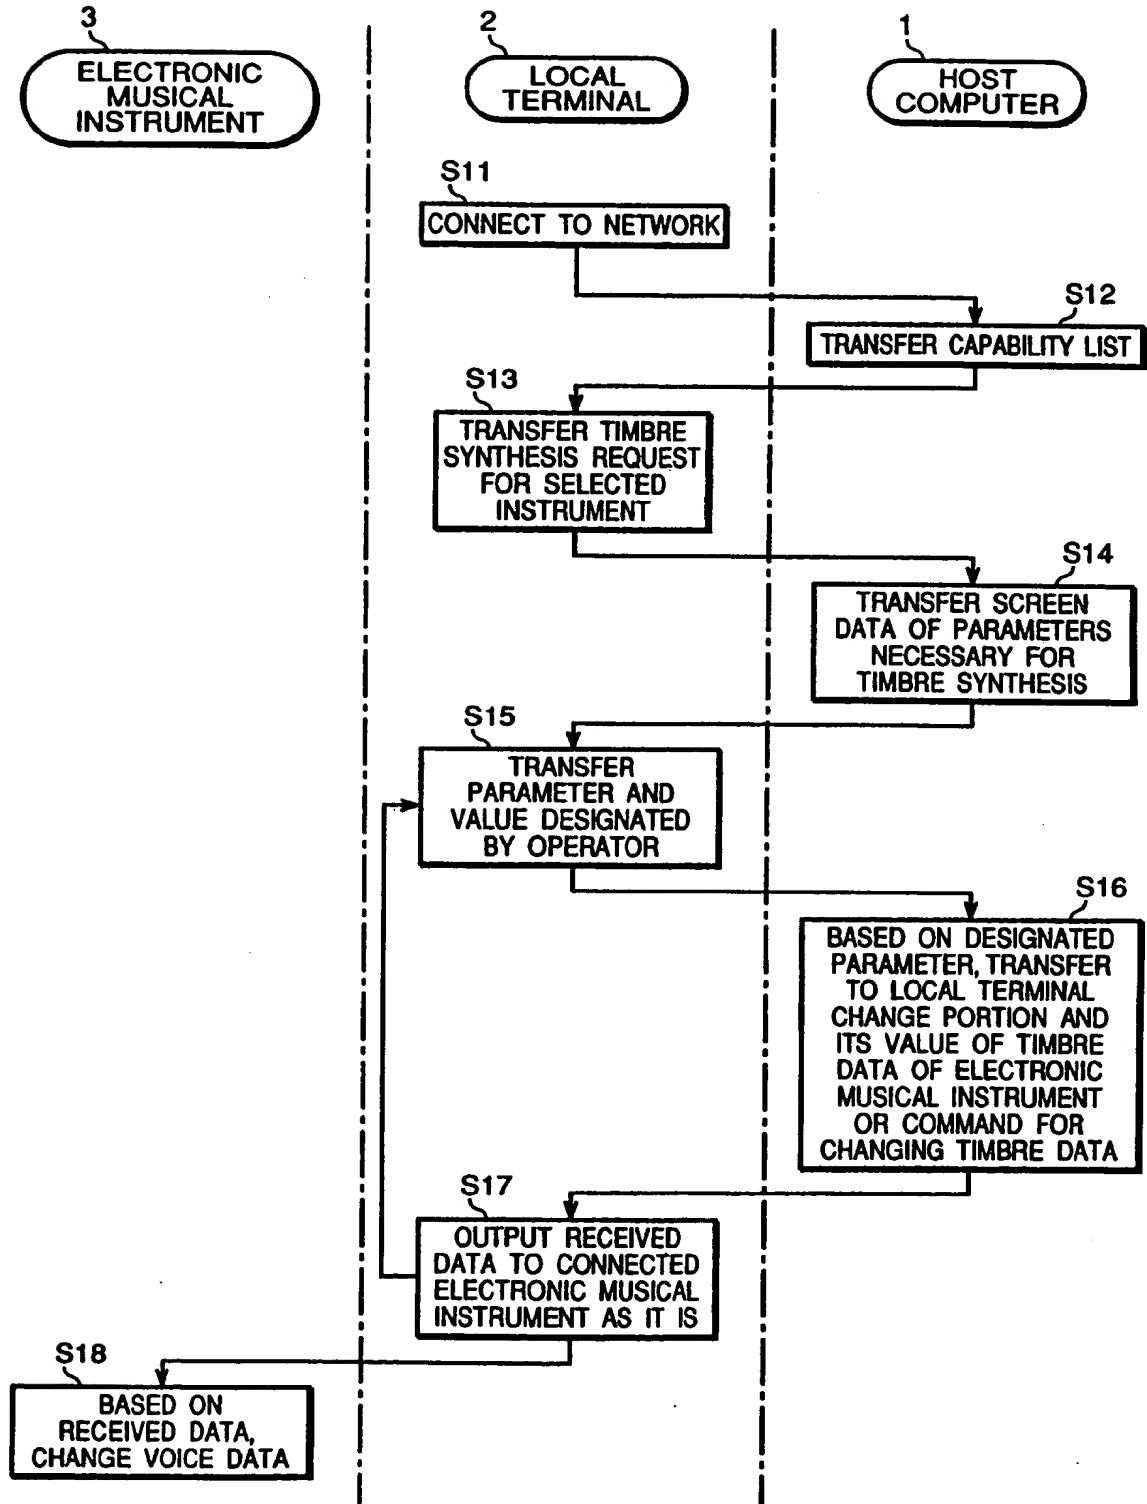 3
ELECTRONIC
MUSICAL
INSTRUMENT
2
LOCAL
TERMINAL
1
HOST
COMPUTER
S11
CONNECT TO NETWORK
S12
TRANSFER CAPABILITY LIST
S13
TRANSFER TIMBRE
SYNTHESIS REQUEST
FOR SELECTED
INSTRUMENT
S14
TRANSFER SCREEN
DATA OF PARAMETERS
NECESSARY FOR
TIMBRE SYNTHESIS
S15
TRANSFER
PARAMETER AND
VALUE DESIGNATED
BY OPERATOR
S16
BASED ON DESIGNATED
PARAMETER, TRANSFER
TO LOCAL TERMINAL
CHANGE PORTION AND
ITS VALUE OF TIMBRE
DATA OF ELECTRONIC
MUSICAL INSTRUMENT
OR COMMAND FOR
CHANGING TIMBRE DATA
S17
OUTPUT RECEIVED
DATA TO CONNECTED
ELECTRONIC MUSICAL
INSTRUMENT AS IT IS
S18
BASED ON
RECEIVED DATA,
CHANGE VOICE DATA